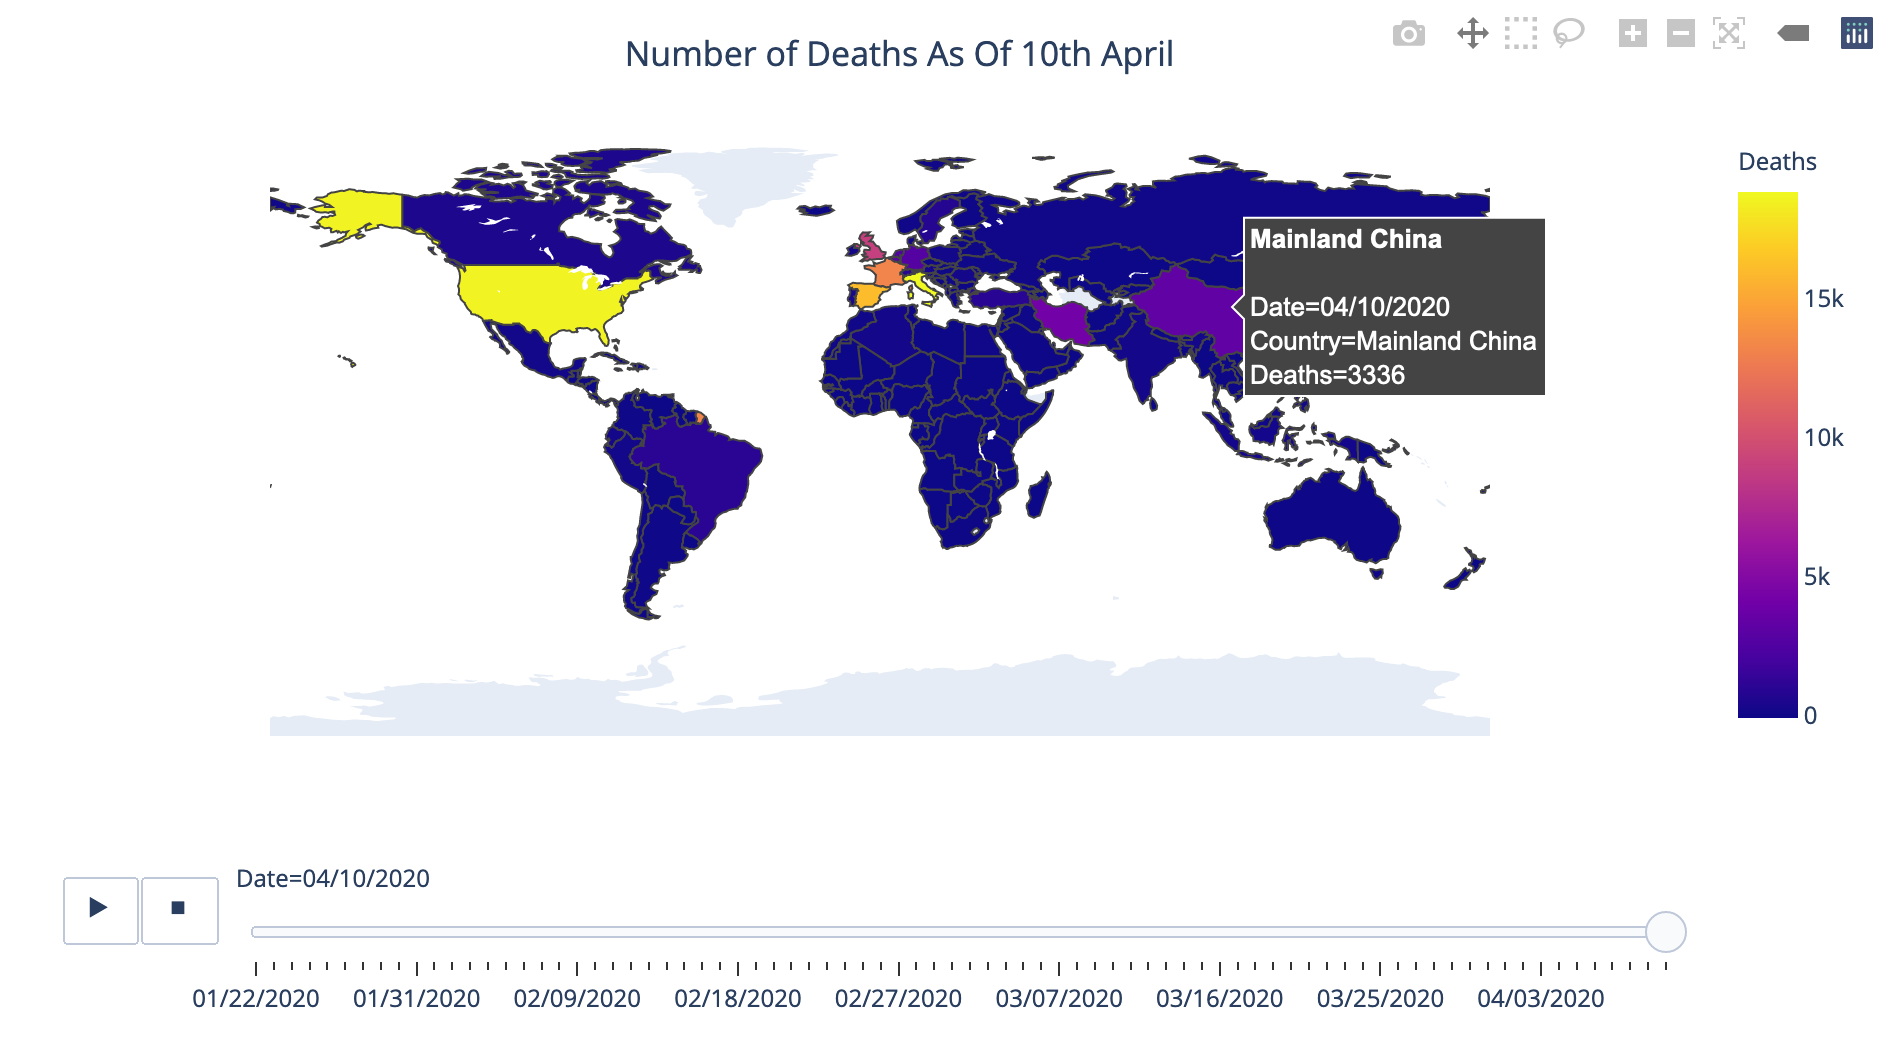 Number of Deaths As Of 10th April
Deaths
15k
10k
5k
0
Mainland China
Date=04/10/2020
Country=Mainland China
Deaths=3336
Date=04/10/2020
01/22/2020
01/31/2020
02/09/2020
02/18/2020
02/27/2020
03/07/2020
03/16/2020
03/25/2020
04/03/2020